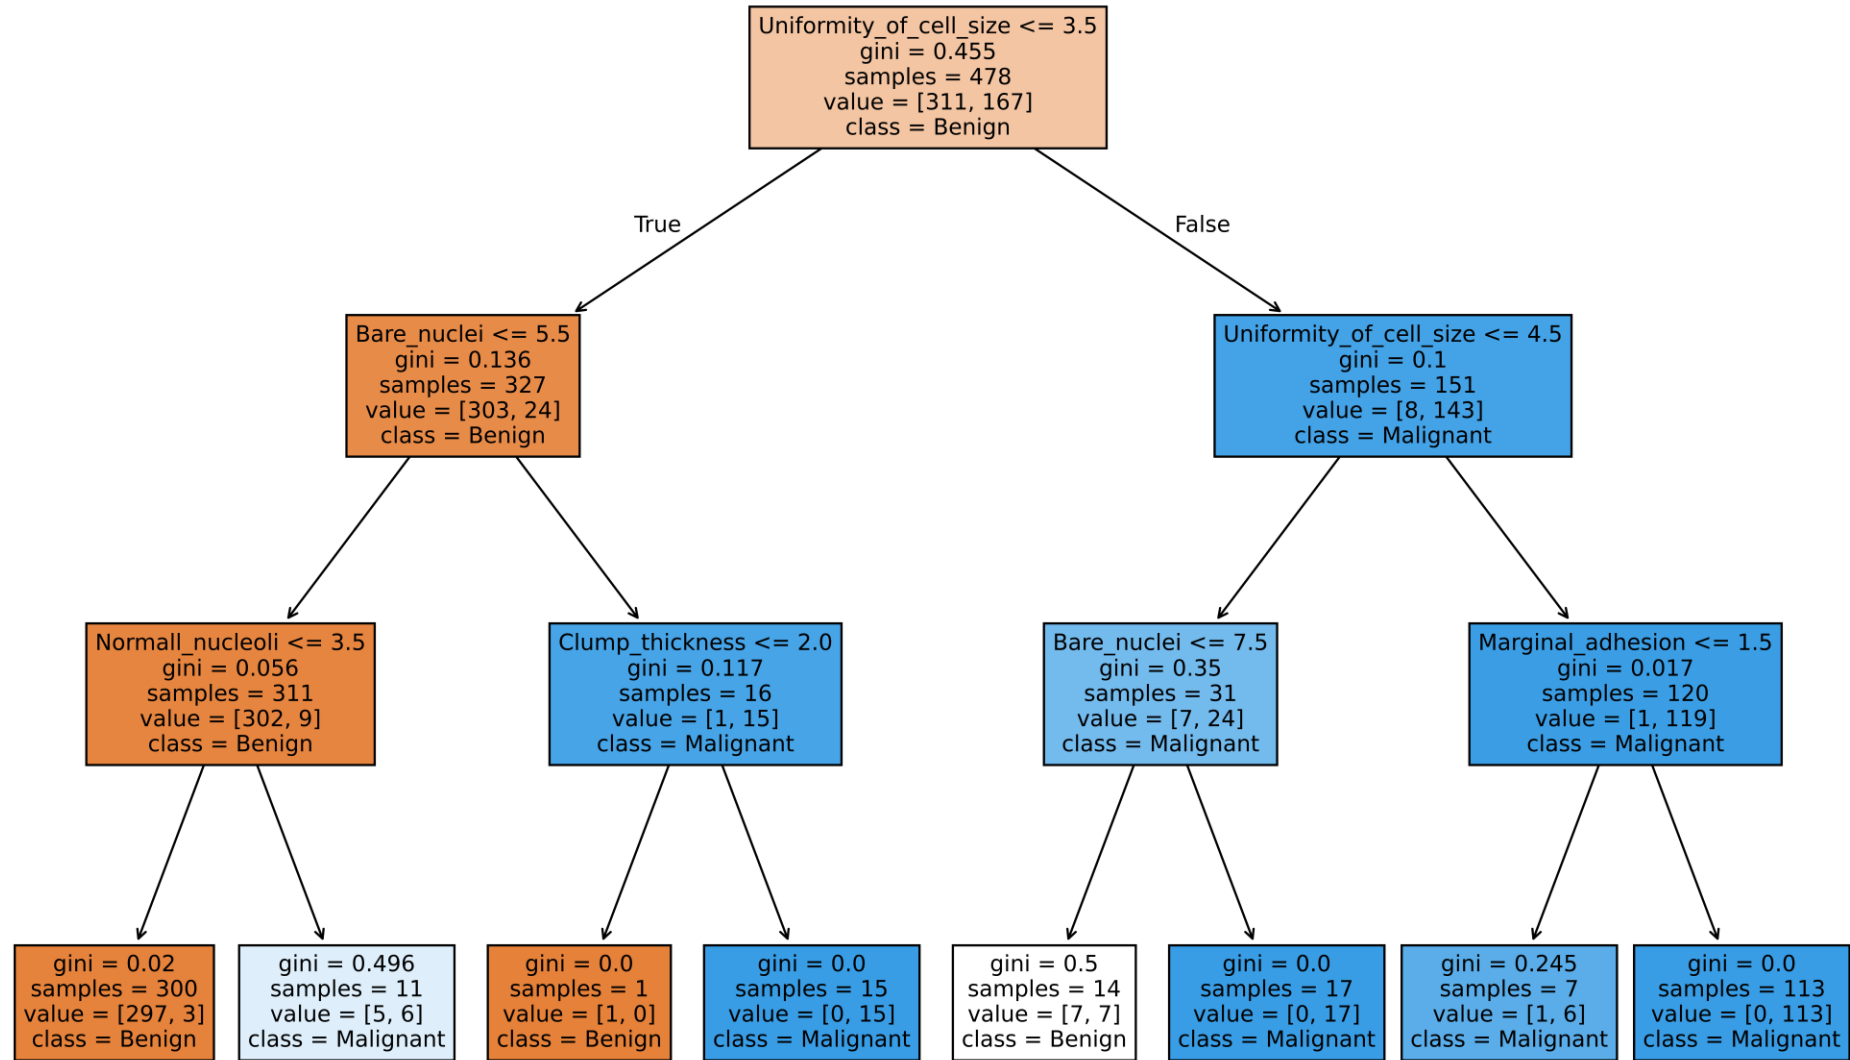 Uniformity_of_cell_size <= 3.5
gini = 0.455
samples = 478
value = [311, 167]
class = Benign
True
False
Bare_nuclei <= 5.5
gini = 0.136
samples = 327
value = [303, 24]
class = Benign
Uniformity_of_cell_size <= 4.5
gini = 0.1
samples = 151
value = [8, 143]
class = Malignant
Normall_nucleoli <= 3.5
gini = 0.056
samples = 311
value = [302, 9]
class = Benign
Clump_thickness <= 2.0
gini = 0.117
samples = 16
value = [1, 15]
class = Malignant
Bare_nuclei <= 7.5
gini = 0.35
samples = 31
value = [7, 24]
class = Malignant
Marginal_adhesion <= 1.5
gini = 0.017
samples = 120
value = [1, 119]
class = Malignant
gini = 0.02
samples = 300
value = [297, 3]
class = Benign
gini = 0.496
samples = 11
value = [5, 6]
class = Malignant
gini = 0.0
samples = 1
value = [1, 0]
class = Benign
gini = 0.0
samples = 15
value = [0, 15]
class = Malignant
gini = 0.5
samples = 14
value = [7, 7]
class = Benign
gini = 0.0
samples = 17
value = [0, 17]
class = Malignant
gini = 0.245
samples = 7
value = [1, 6]
class = Malignant
gini = 0.0
samples = 113
value = [0, 113]
class = Malignant